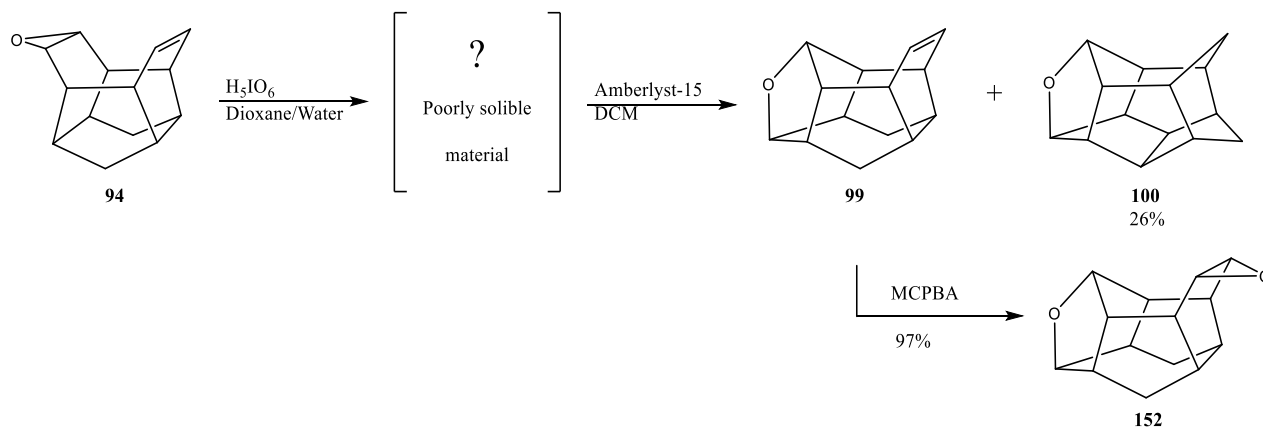 O
H5IO6
Dioxane/Water
?
Poorly solible
material
Amberlyst-15
DCM
O
+
O
94
99
100
26%
MCPBA
97%
O
O
152